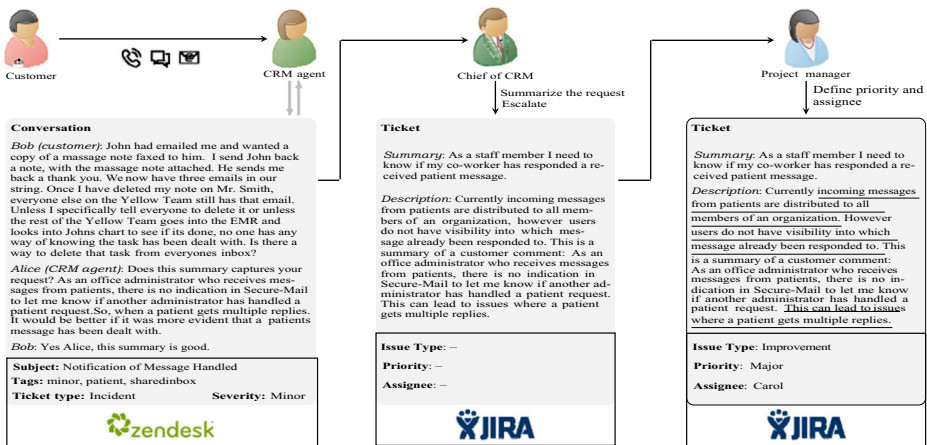 Customer
CRM agent
Chief of CRM
Project manager
Summarize the request
Escalate
Define priority and
assignee
Conversation
Bob (customer): John had emailed me and wanted a
copy of a massage note faxed to him. I send John back
a note, with the massage note attached. He sends me
back a thank you. We now have three emails in our
string. Once I have deleted my note on Mr. Smith,
everyone else on the Yellow Team still has that email.
Unless I specifically tell everyone to delete it or unless
the rest of the Yellow Team goes into the EMR and
looks into Johns chart to see if its done, no one has any
way of knowing the task has been dealt with. Is there a
way to delete that task from everyones inbox?
Alice (CRM agent): Does this summary captures your
request? As an office administrator who receives mes-
sages from patients, there is no indication in Secure-Mail
to let me know if another administrator has handled a
patient request.So, when a patient gets multiple replies.
It would be better if it was more evident that a patients
message has been dealt with.
Bob: Yes Alice, this summary is good.
Subject: Notification of Message Handled
Tags: minor, patient, sharedinbox
Ticket type: Incident Severity: Minor
zendesk
Ticket
Summary: As a staff member I need to
know if my co-worker has responded a re-
ceived patient message.
Description: Currently incoming messages
from patients are distributed to all mem-
bers of an organization, however users
do not have visibility into which mes-
sage already been responded to. This is a
summary of a customer comment: As an
office administrator who receives messages
from patients, there is no indication in
Secure-Mail to let me know if another ad-
ministrator has handled a patient request.
This can lead to issues where a patient
gets multiple replies.
Issue Type: –
Priority: –
Assignee: –
JIRA
Ticket
Summary: As a staff member I need to
know if my co-worker has responded a re-
ceived patient message.
Description: Currently incoming messages
from patients are distributed to all
members of an organization. However
users do not have visibility into which
message already been responded to. This
is a summary of a customer comment:
As an office administrator who receives
messages from patients, there is no in-
dication in Secure-Mail to let me know
if another administrator has handled a
patient request. This can lead to issues
where a patient gets multiple replies.
Issue Type: Improvement
Priority: Major
Assignee: Carol
JIRA